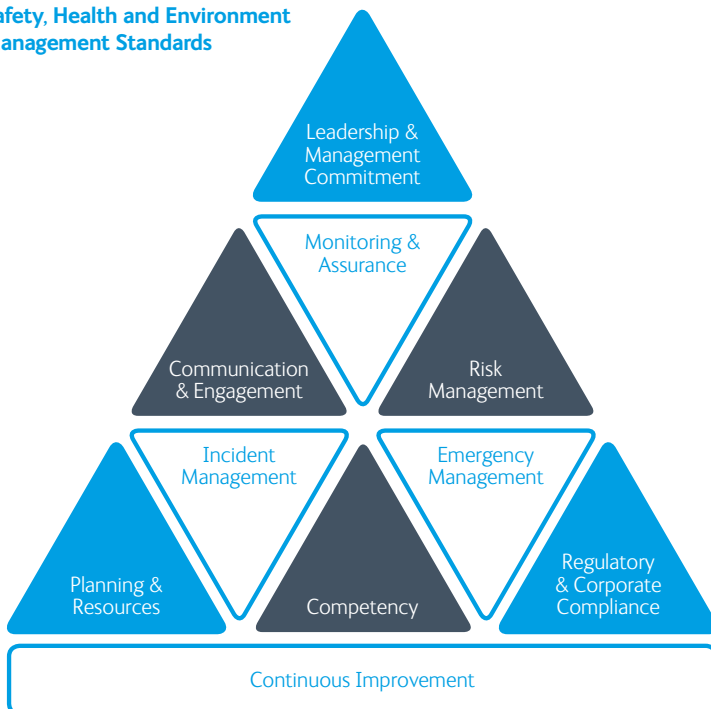 afety, Health and Environment
anagement Standards
Leadership &
Management
Commitment
Monitoring &
Assurance
Communication
& Engagement
Risk
Management
Incident
Management
Emergency
Management
Planning &
Resources
Competency
Regulatory
& Corporate
Compliance
Continuous Improvement